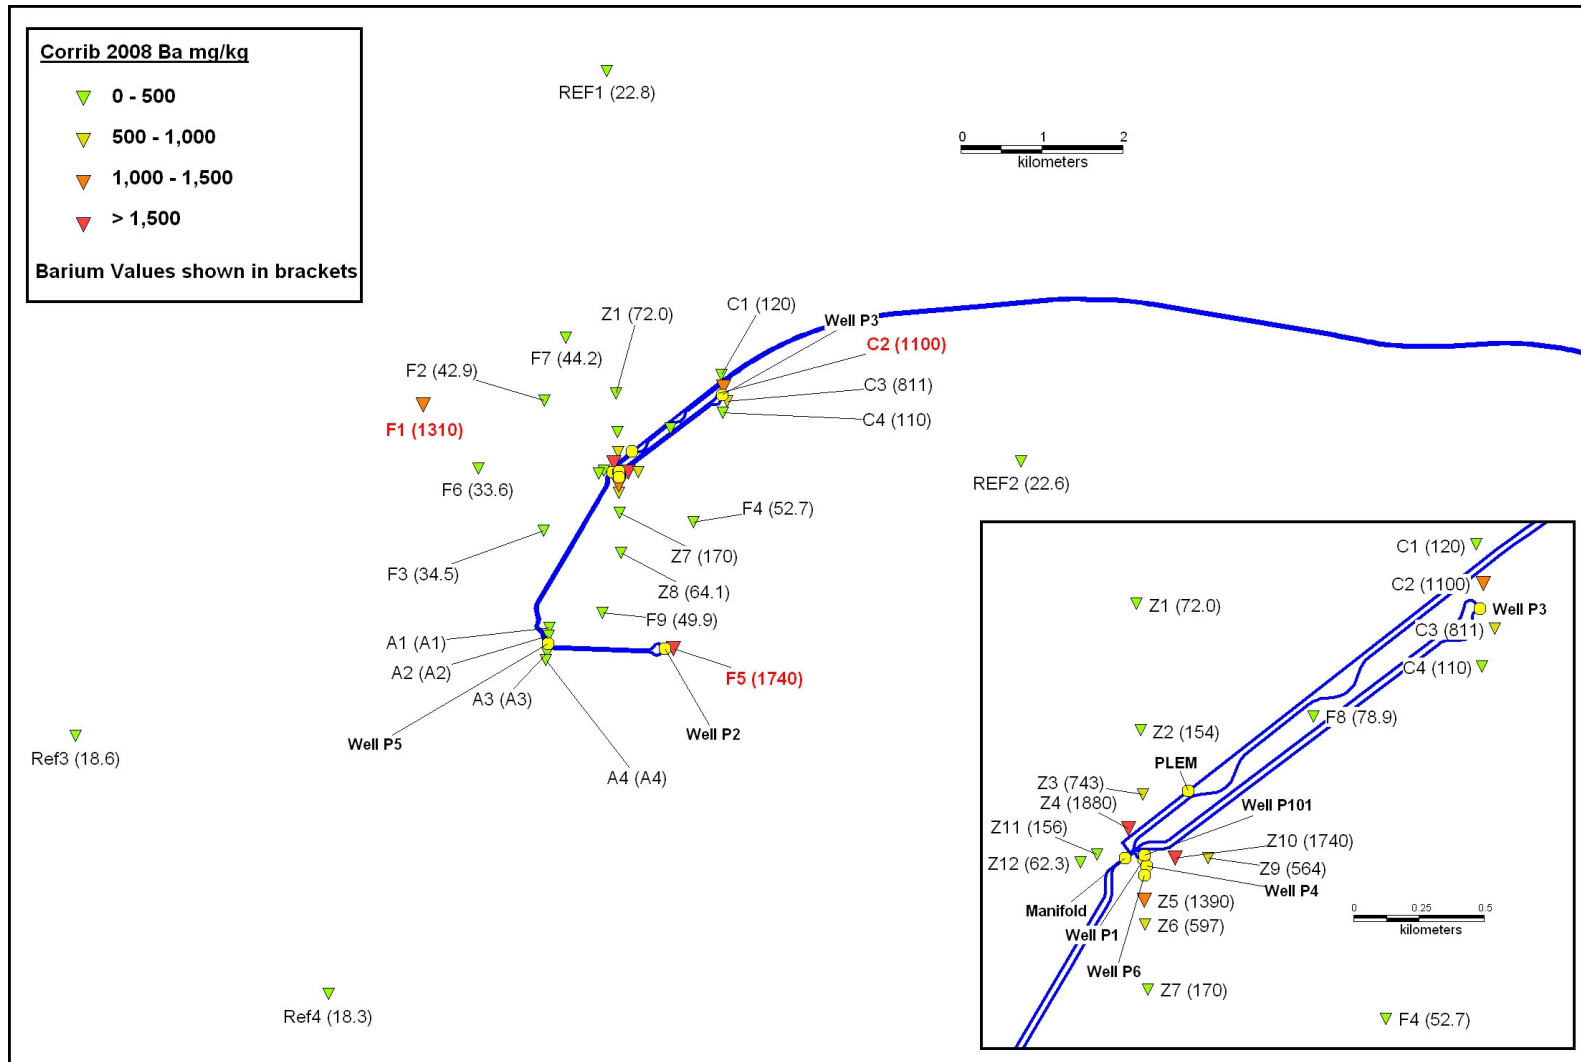 Corrib 2008 Ba mg/kg
0 - 500
500 - 1,000
1,000 - 1,500
> 1,500
Barium Values shown in brackets
REF1 (22.8)
0 1 2
kilometers
Z1 (72.0)
C1 (120)
Well P3
C2 (1100)
F7 (44.2)
F2 (42.9)
C3 (811)
C4 (110)
F1 (1310)
F6 (33.6)
REF2 (22.6)
F4 (52.7)
Z7 (170)
F3 (34.5)
Z8 (64.1)
F9 (49.9)
A1 (A1)
A2 (A2)
A3 (A3)
F5 (1740)
Well P5
Well P2
Ref3 (18.6)
A4 (A4)
Ref4 (18.3)
C1 (120)
C2 (1100)
Z1 (72.0)
Well P3
C3 (811)
C4 (110)
F8 (78.9)
Z2 (154)
PLEM
Z3 (743)
Z4 (1880)
Well P101
Z11 (156)
Z10 (1740)
Z12 (62.3)
Z9 (564)
Well P4
Z5 (1390)
Manifold
0 0.25 0.5
kilometers
Z6 (597)
Well P1
Well P6
Z7 (170)
F4 (52.7)